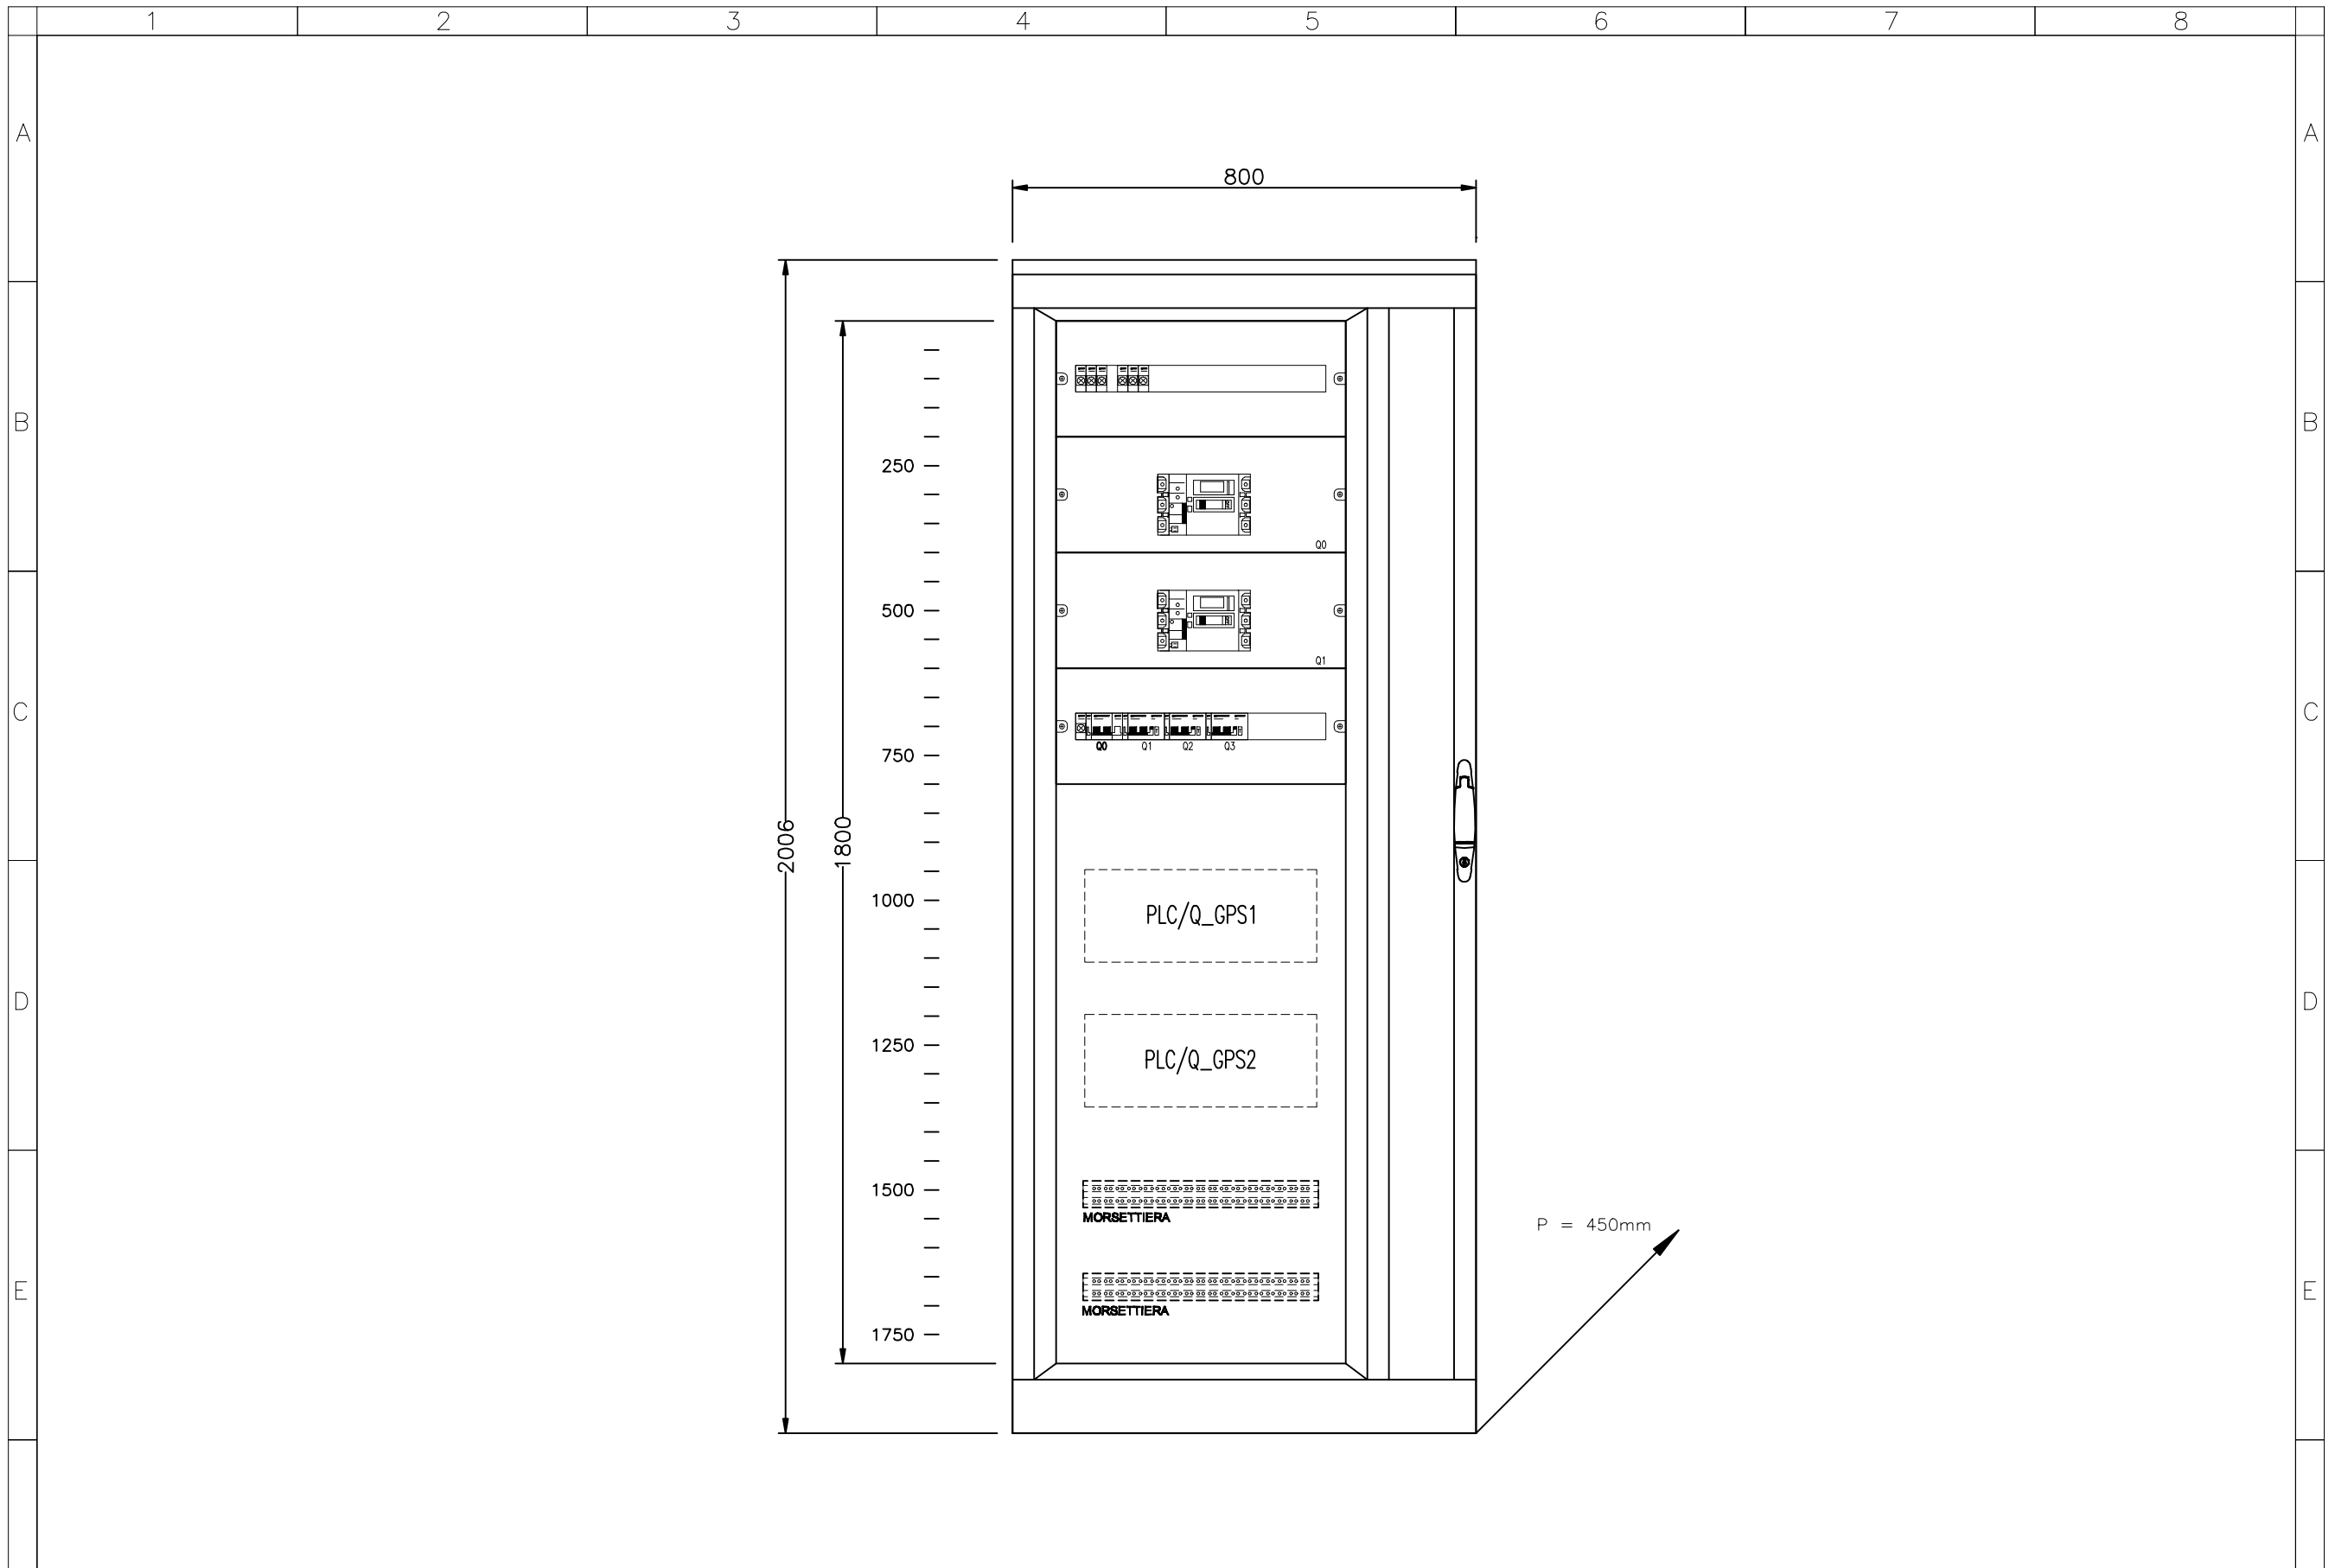 1 2 3 4 5 6 7 8
A A
800
B B
250
Q0
C C
500
Q1
Q0 Q1 Q2 Q3
750
2006
1800
1000
PLC/Q_GPS1
D D
1250
PLC/Q_GPS2
1500
MORSETTIERA
P = 450mm
E E
MORSETTIERA
1750